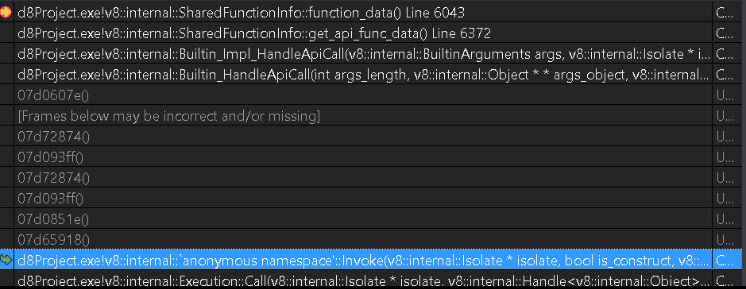 d8Project.exe!v8::internal::SharedFunctionInfo::function_data() Line 6043 C...
d8Project.exe!v8::internal::SharedFunctionInfo::get_api_func_data() Line 6372 C...
d8Project.exe!v8::internal::Builtin_Impl_HandleApiCall(v8::internal::BuiltinArguments args, v8::internal::Isolate * i... C...
d8Project.exe!v8::internal::Builtin_HandleApiCall(int args_length, v8::internal::Object * * args_object, v8::internal... C...
07d0607e() U...
[Frames below may be incorrect and/or missing] U...
07d72874() U...
07d093ff() U...
07d72874() U...
07d093ff() U...
07d0851e() U...
07d65918() U...
d8Project.exe!v8::internal::`anonymous namespace'::Invoke(v8::internal::Isolate * isolate, bool is_construct, v8::... C...
d8Project.exe!v8::internal::Execution::Call(v8::internal::Isolate * isolate, v8::internal::Handle<v8::internal::Object>... C...